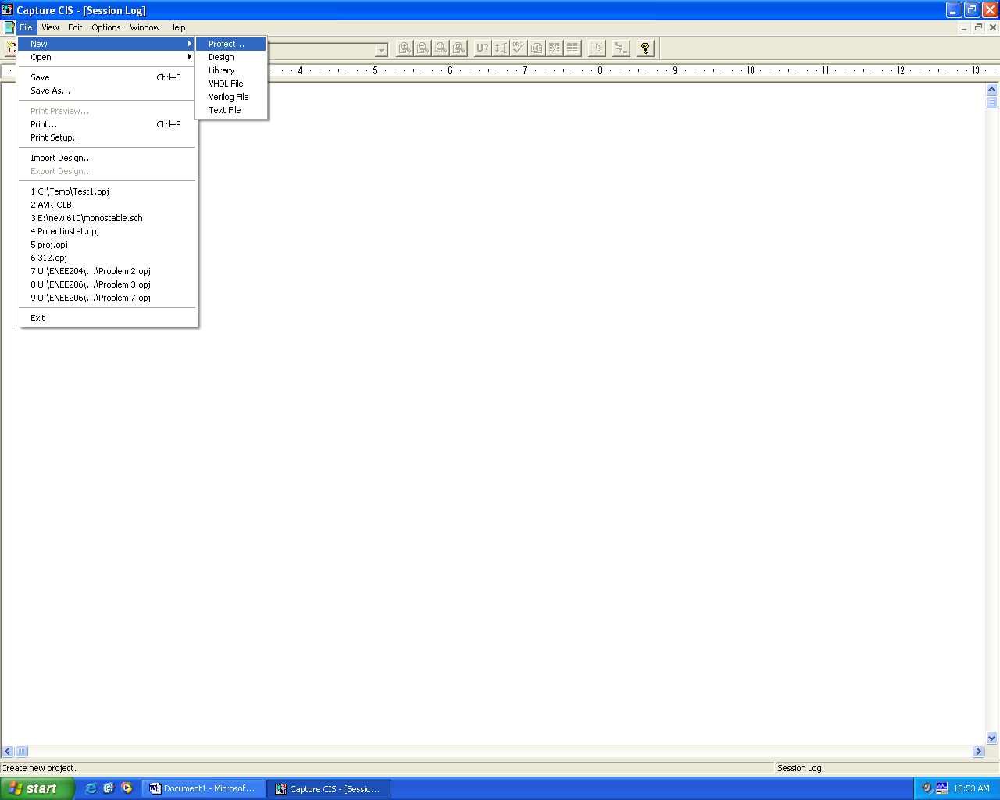 Capture CIS - [Session Log]
File View Edit Options Window Help
New
Open
Save Ctrl+S
Save As...
Print Preview...
Print... Ctrl+P
Print Setup...
Import Design...
Export Design...
1 C:\Temp\Test1.opj
2 AVR.OLB
3 E:\new 610\monostable.sch
4 Potentiostat.opj
5 proj.opj
6 312.opj
7 U:\ENEE204\...\Problem 2.opj
8 U:\ENEE206\...\Problem 3.opj
9 U:\ENEE206\...\Problem 7.opj
Exit
Project...
Design
Library
VHDL File
Verilog File
Text File
U? DRC ?
4 5 6 7 8 9 10 11 12 13
Create new project. Session Log
start Document1 - Microsof... Capture CIS - [Sessio... 10:53 AM